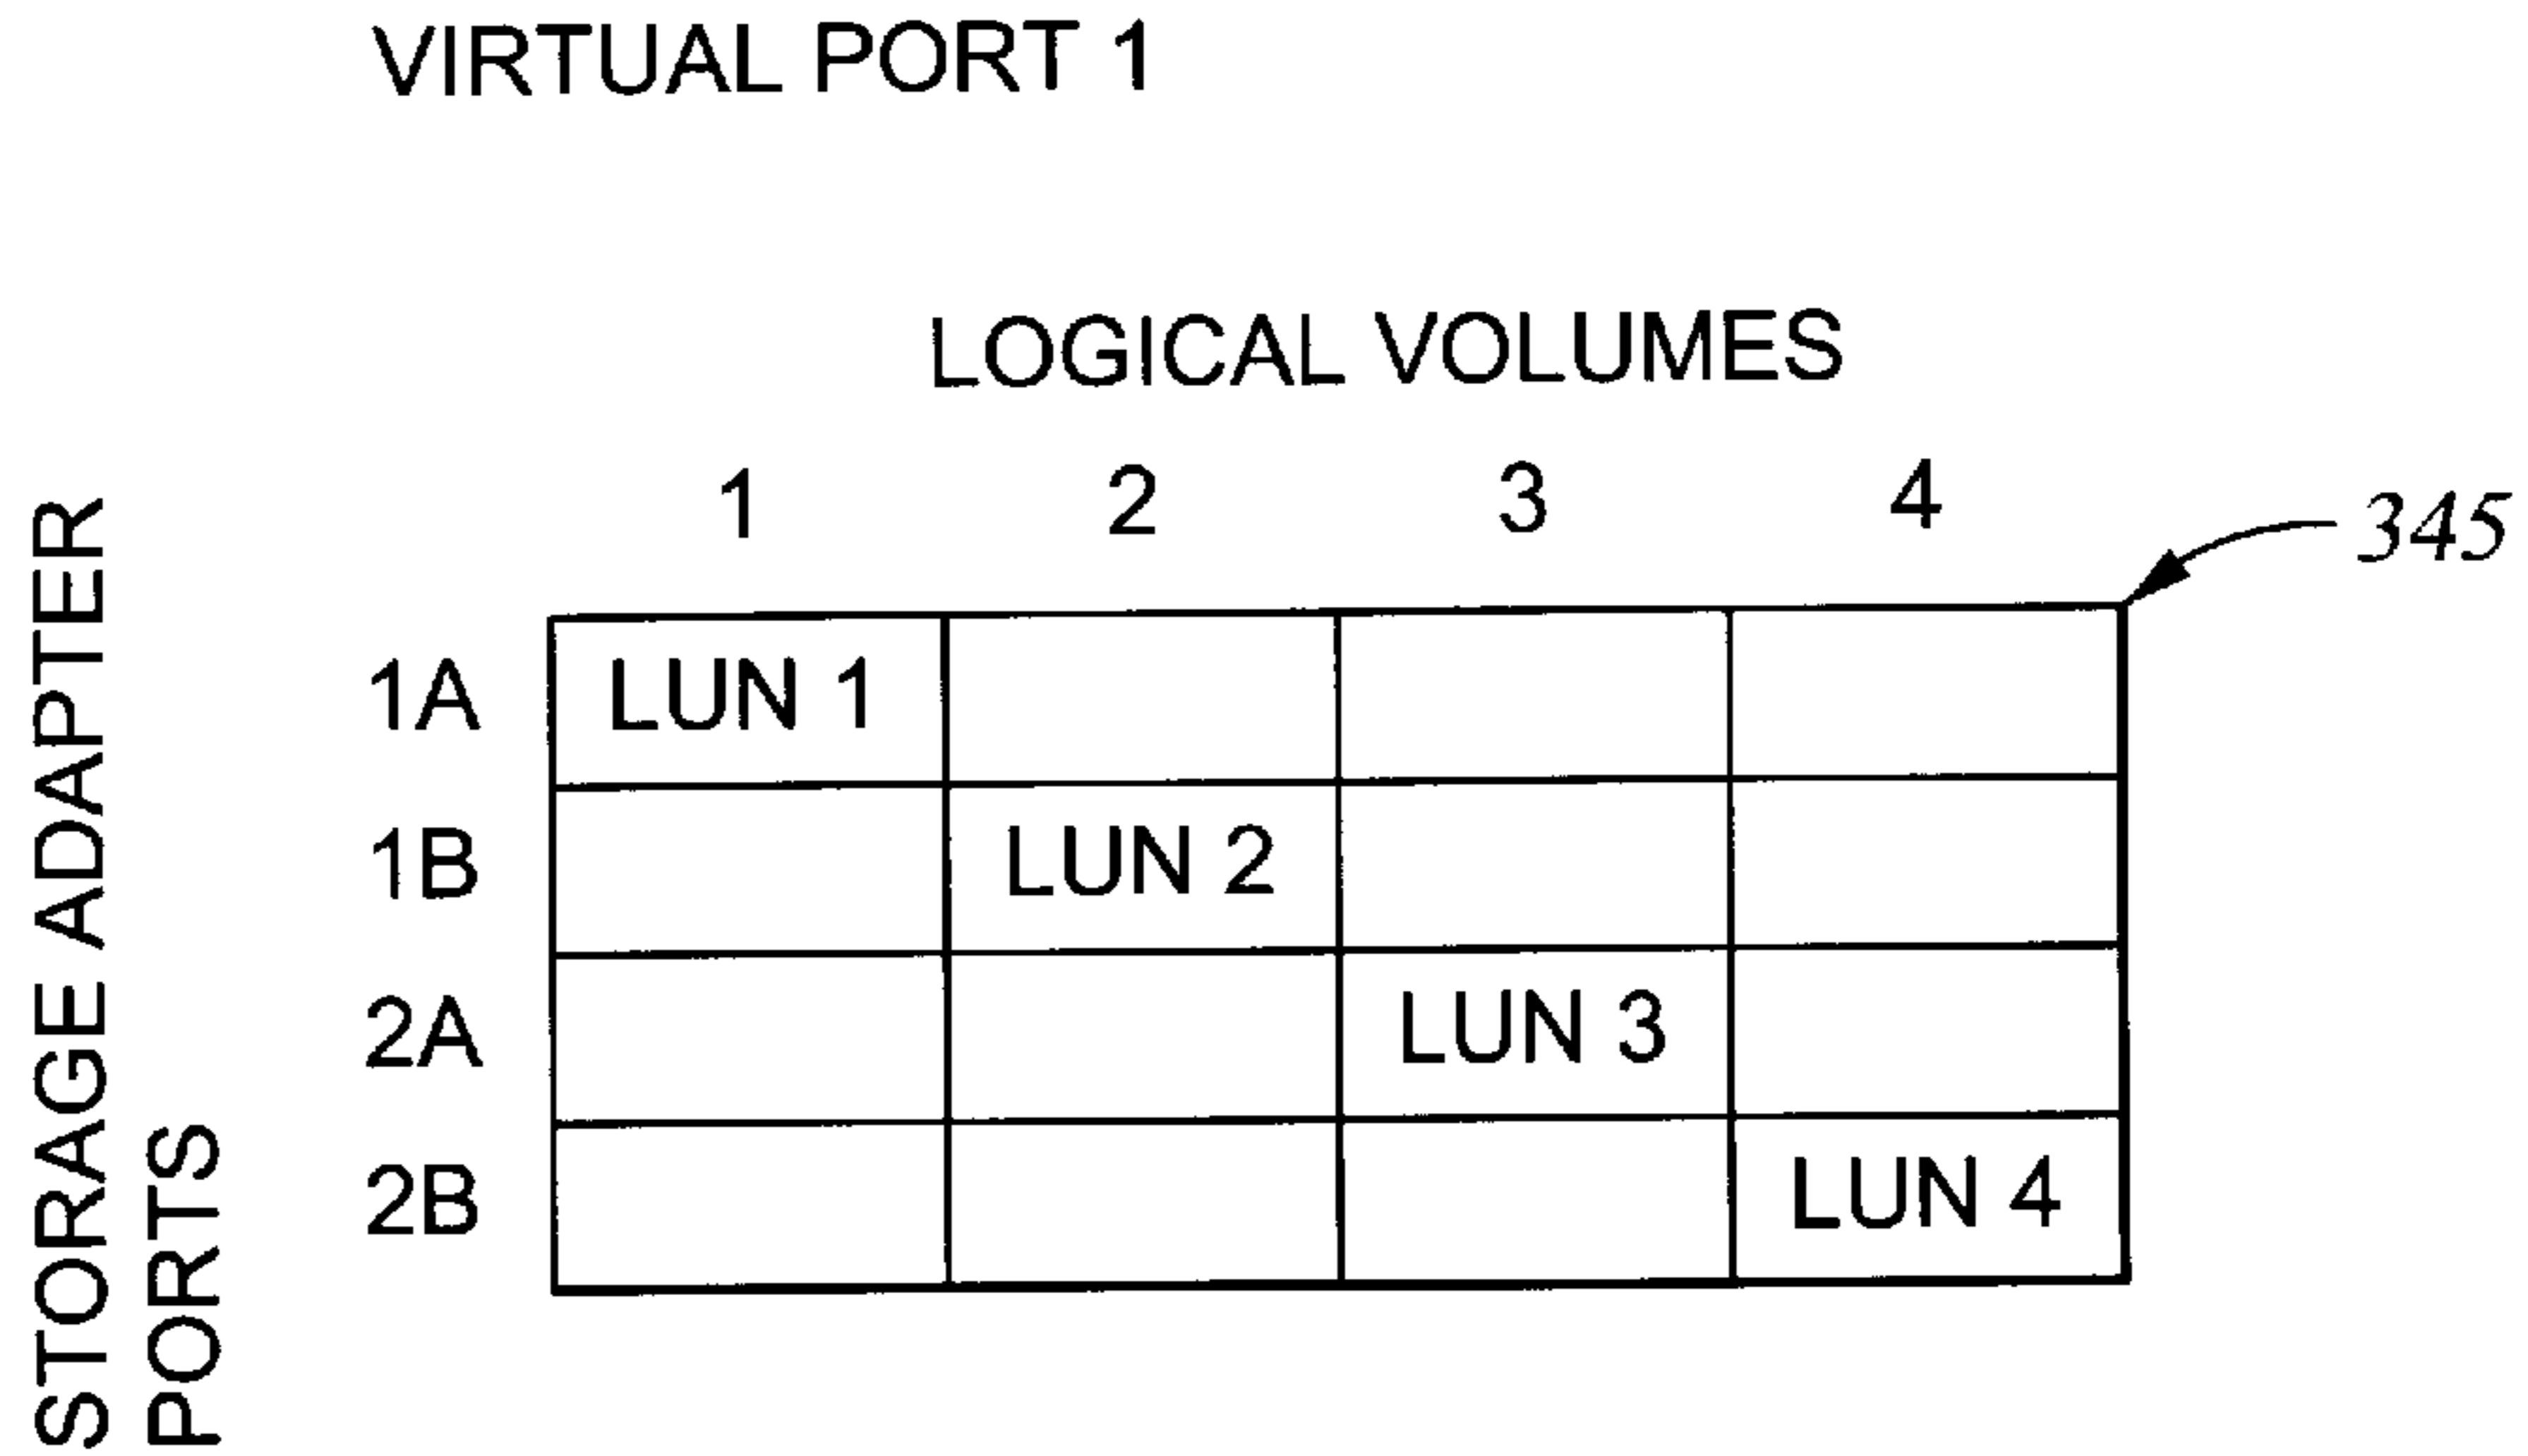 VIRTUAL PORT 1
LOGICAL VOLUMES
1 2 3 4
345
STORAGE ADAPTER
PORTS
1A LUN 1
1B LUN 2
2A LUN 3
2B LUN 4